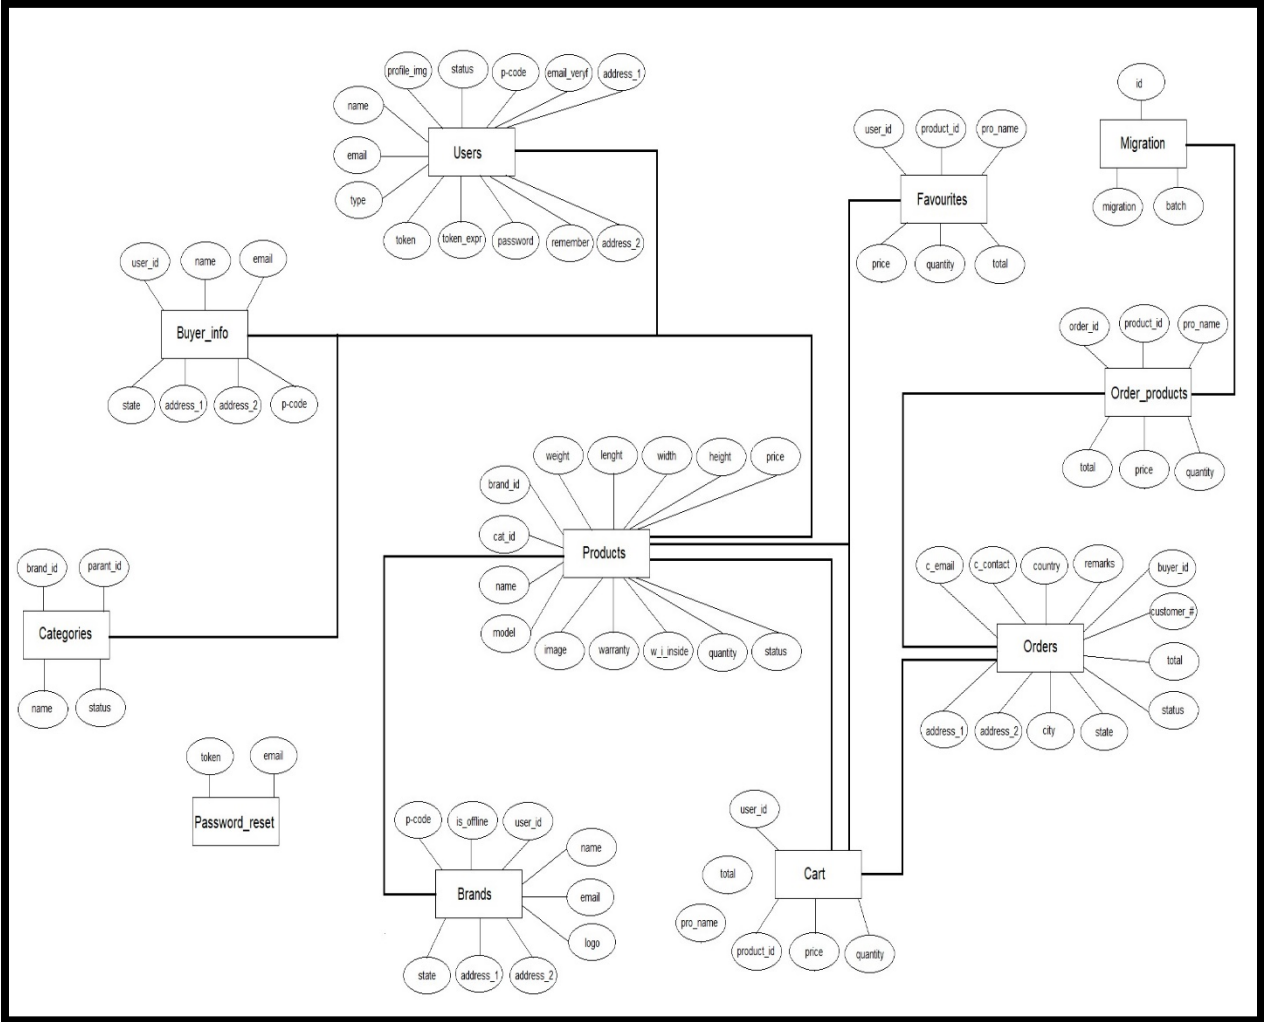 profile_img
status
p-code
email_veryf
address_1
name
Users
email
type
token
token_expr
password
remember
address_2
user_id
product_id
pro_name
Favourites
price
quantity
total
id
Migration
migration
batch
user_id
name
email
Buyer_info
state
address_1
address_2
p-code
order_id
product_id
pro_name
Order_products
total
price
quantity
weight
lenght
width
height
price
brand_id
cat_id
Products
name
model
image
warranty
w_i_inside
quantity
status
brand_id
parant_id
Categories
name
status
c_email
c_contact
country
remarks
buyer_id
customer_#
Orders
total
status
address_1
address_2
city
state
token
email
Password_reset
p-code
is_offline
user_id
name
Brands
email
logo
state
address_1
address_2
user_id
total
Cart
pro_name
product_id
price
quantity